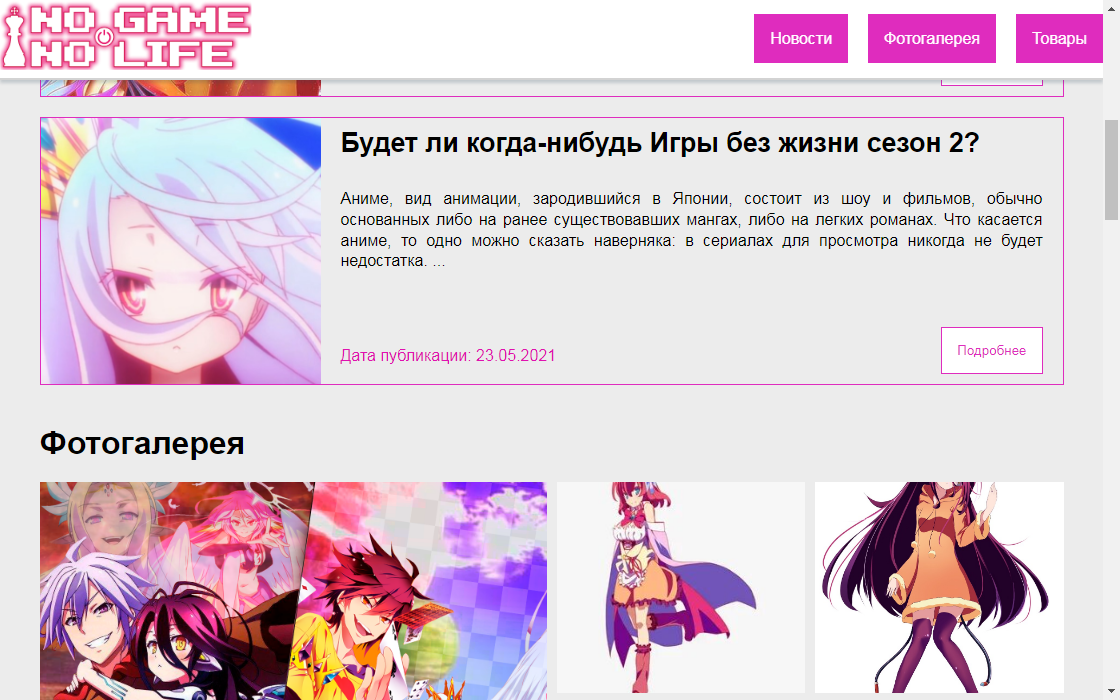 NO GAME
NO LIFE
Новости
Фотогалерея
Товары
Будет ли когда-нибудь Игры без жизни сезон 2?
Аниме, вид анимации, зародившийся в Японии, состоит из шоу и фильмов, обычно
основанных либо на ранее существовавших мангах, либо на легких романах. Что касается
аниме, то одно можно сказать наверняка: в сериалах для просмотра никогда не будет
недостатка. ...
Дата публикации: 23.05.2021
Подробнее
Фотогалерея